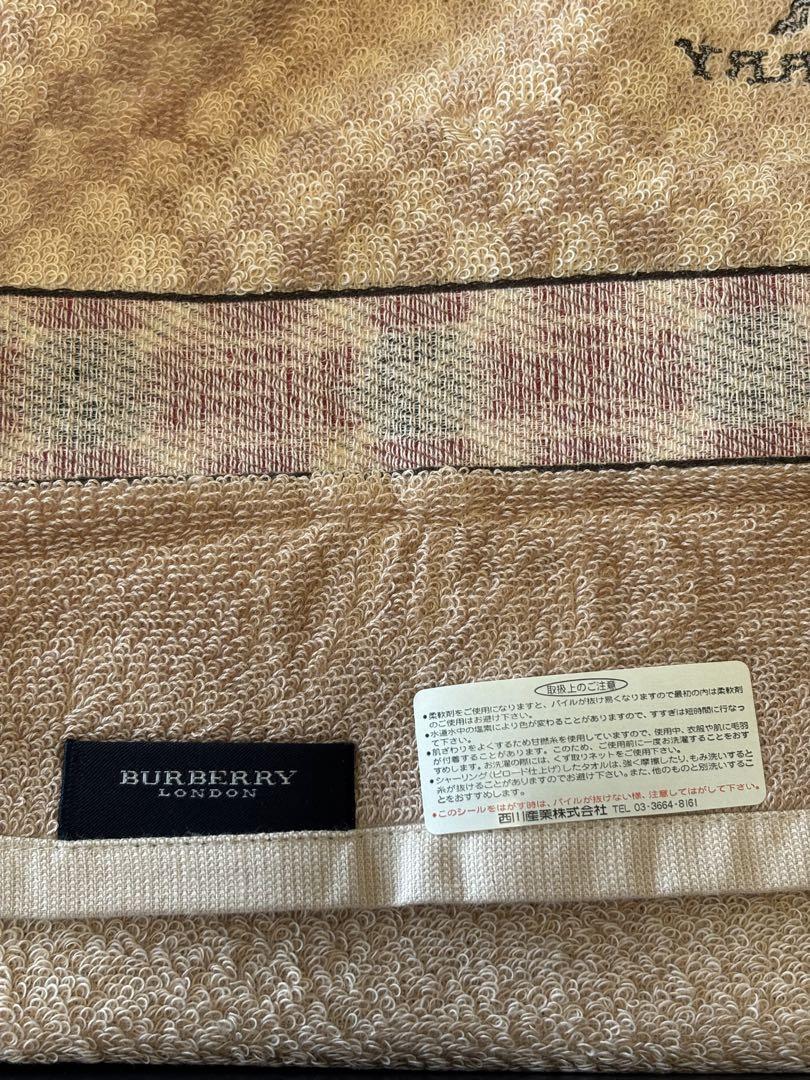 YRR
BURBERRY
LONDON
取扱上のご注意
●柔軟剤をご使用になりますと、パイルが抜け易くなりますので最初の内は柔軟剤
のご使用はお避け下さい。
●水道水中の塩素により色が変わることがありますので、すすぎは短時間に行なっ
て下さい。
●肌ざわりをよくするため甘撚糸を使用していますので、使用中、衣服や肌に毛羽
が付着することがあります。このため、ご使用前に一度お洗濯することをおす
すめします。お洗濯の際には、くず取りネットをご使用下さい。
●シャーリング(ビロード仕上げ)したタオルは、強く摩擦したり、もみ洗いすると
糸が抜けることがありますのでお避け下さい。また、他のものと別洗いするこ
とをおすすめします。
●このシールをはがす時は、パイルが抜けない様、注意してはがして下さい。
西川産業株式会社 TEL 03-3664-8161